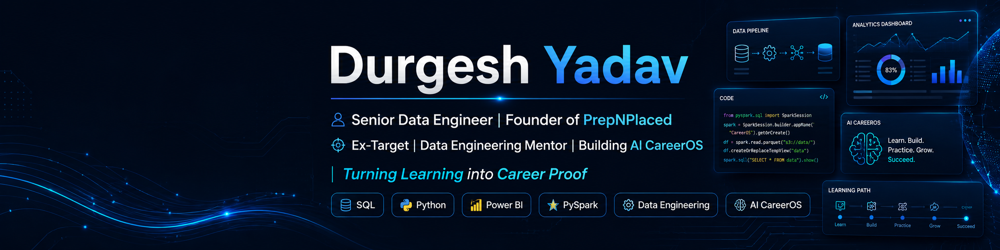 Durgesh Yadav
Senior Data Engineer | Founder of PrepNPlaced
Ex-Target | Data Engineering Mentor | Building AI CareerOS
Turning Learning into Career Proof
SQL
Python
Power BI
PySpark
Data Engineering
AI CareerOS
DATA PIPELINE
ANALYTICS DASHBOARD
83%
CODE
</>
from pyspark.sql import SparkSession
spark = SparkSession.builder.appName(
"CareerOS").getOrCreate()
df = spark.read.parquet("s3://data/")
df.createOrReplaceTempView("data")
spark.sqll("SELECT * FROM data").show()
AI CAREEROS
Learn. Build.
Practice. Grow.
Succeed.
LEARNING PATH
Learn
Build
Practice
Grow
Succeed